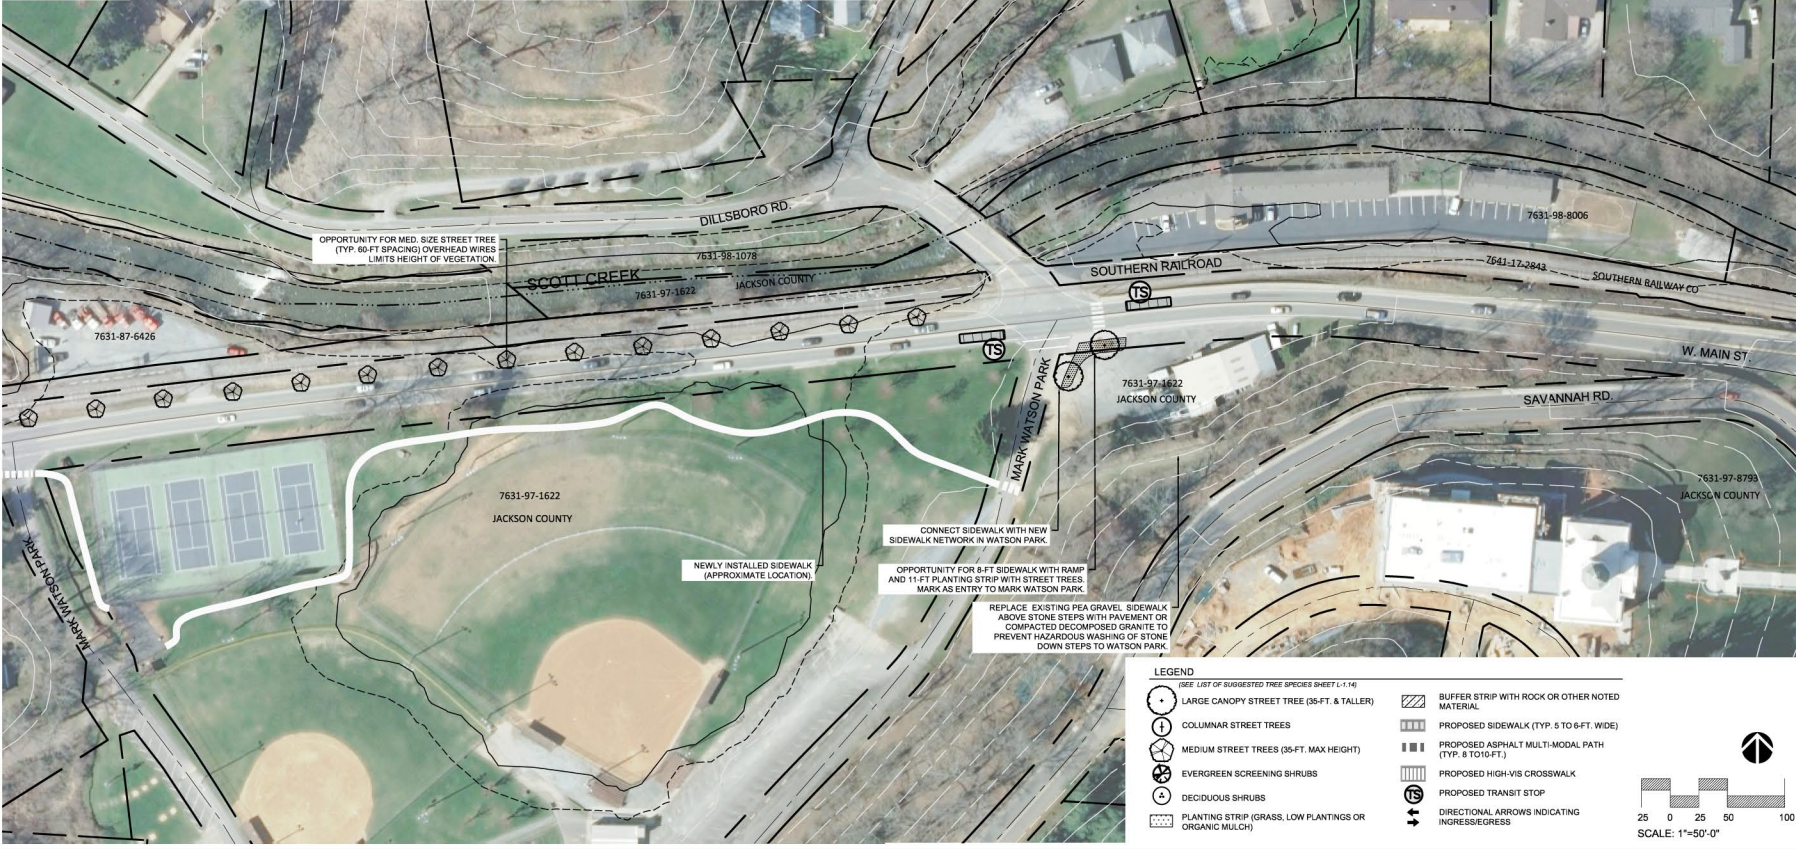 DILLSBORO RD.
OPPORTUNITY FOR MED. SIZE STREET TREE
(TYP. 60-FT SPACING) OVERHEAD WIRES
LIMITS HEIGHT OF VEGETATION.
7631-98-1078
SCOTT CREEK
7631-97-1622
JACKSON COUNTY
7631-98-8006
SOUTHERN RAILROAD
7641-17-2843
SOUTHERN RAILWAY CO
TS
7631-87-6426
TS
W. MAIN ST.
MARK WATSON PARK
7631-97-1622
JACKSON COUNTY
SAVANNAH RD.
7631-97-8793
JACKSON COUNTY
7631-97-1622
JACKSON COUNTY
MARK WATSON PARK
CONNECT SIDEWALK WITH NEW
SIDEWALK NETWORK IN WATSON PARK.
NEWLY INSTALLED SIDEWALK
(APPROXIMATE LOCATION).
OPPORTUNITY FOR 8-FT SIDEWALK WITH RAMP
AND 11-FT PLANTING STRIP WITH STREET TREES.
MARK AS ENTRY TO MARK WATSON PARK.
REPLACE EXISTING PEA GRAVEL SIDEWALK
ABOVE STONE STEPS WITH PAVEMENT OR
COMPACTED DECOMPOSED GRANITE TO
PREVENT HAZARDOUS WASHING OF STONE
DOWN STEPS TO WATSON PARK.
LEGEND
(SEE LIST OF SUGGESTED TREE SPECIES SHEET L-1.14)
LARGE CANOPY STREET TREE (35-FT. & TALLER)
COLUMNAR STREET TREES
MEDIUM STREET TREES (35-FT. MAX HEIGHT)
EVERGREEN SCREENING SHRUBS
DECIDUOUS SHRUBS
PLANTING STRIP (GRASS, LOW PLANTINGS OR
ORGANIC MULCH)
BUFFER STRIP WITH ROCK OR OTHER NOTED
MATERIAL
PROPOSED SIDEWALK (TYP. 5 TO 6-FT. WIDE)
PROPOSED ASPHALT MULTI-MODAL PATH
(TYP. 8 TO10-FT.)
PROPOSED HIGH-VIS CROSSWALK
TS PROPOSED TRANSIT STOP
DIRECTIONAL ARROWS INDICATING
INGRESS/EGRESS
25 0 25 50 100
SCALE: 1"=50'-0"